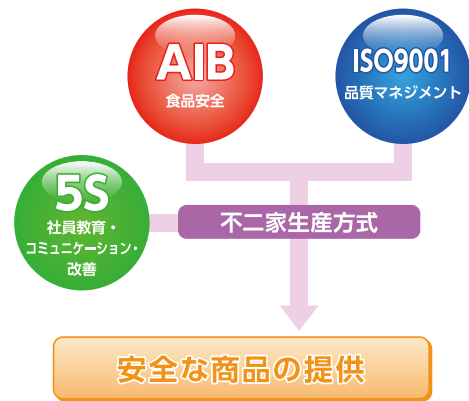 AIB
食品安全
ISO9001
品質マネジメント
5S
社員教育・
コミュニケーション・
改善
不二家生産方式
安全な商品の提供